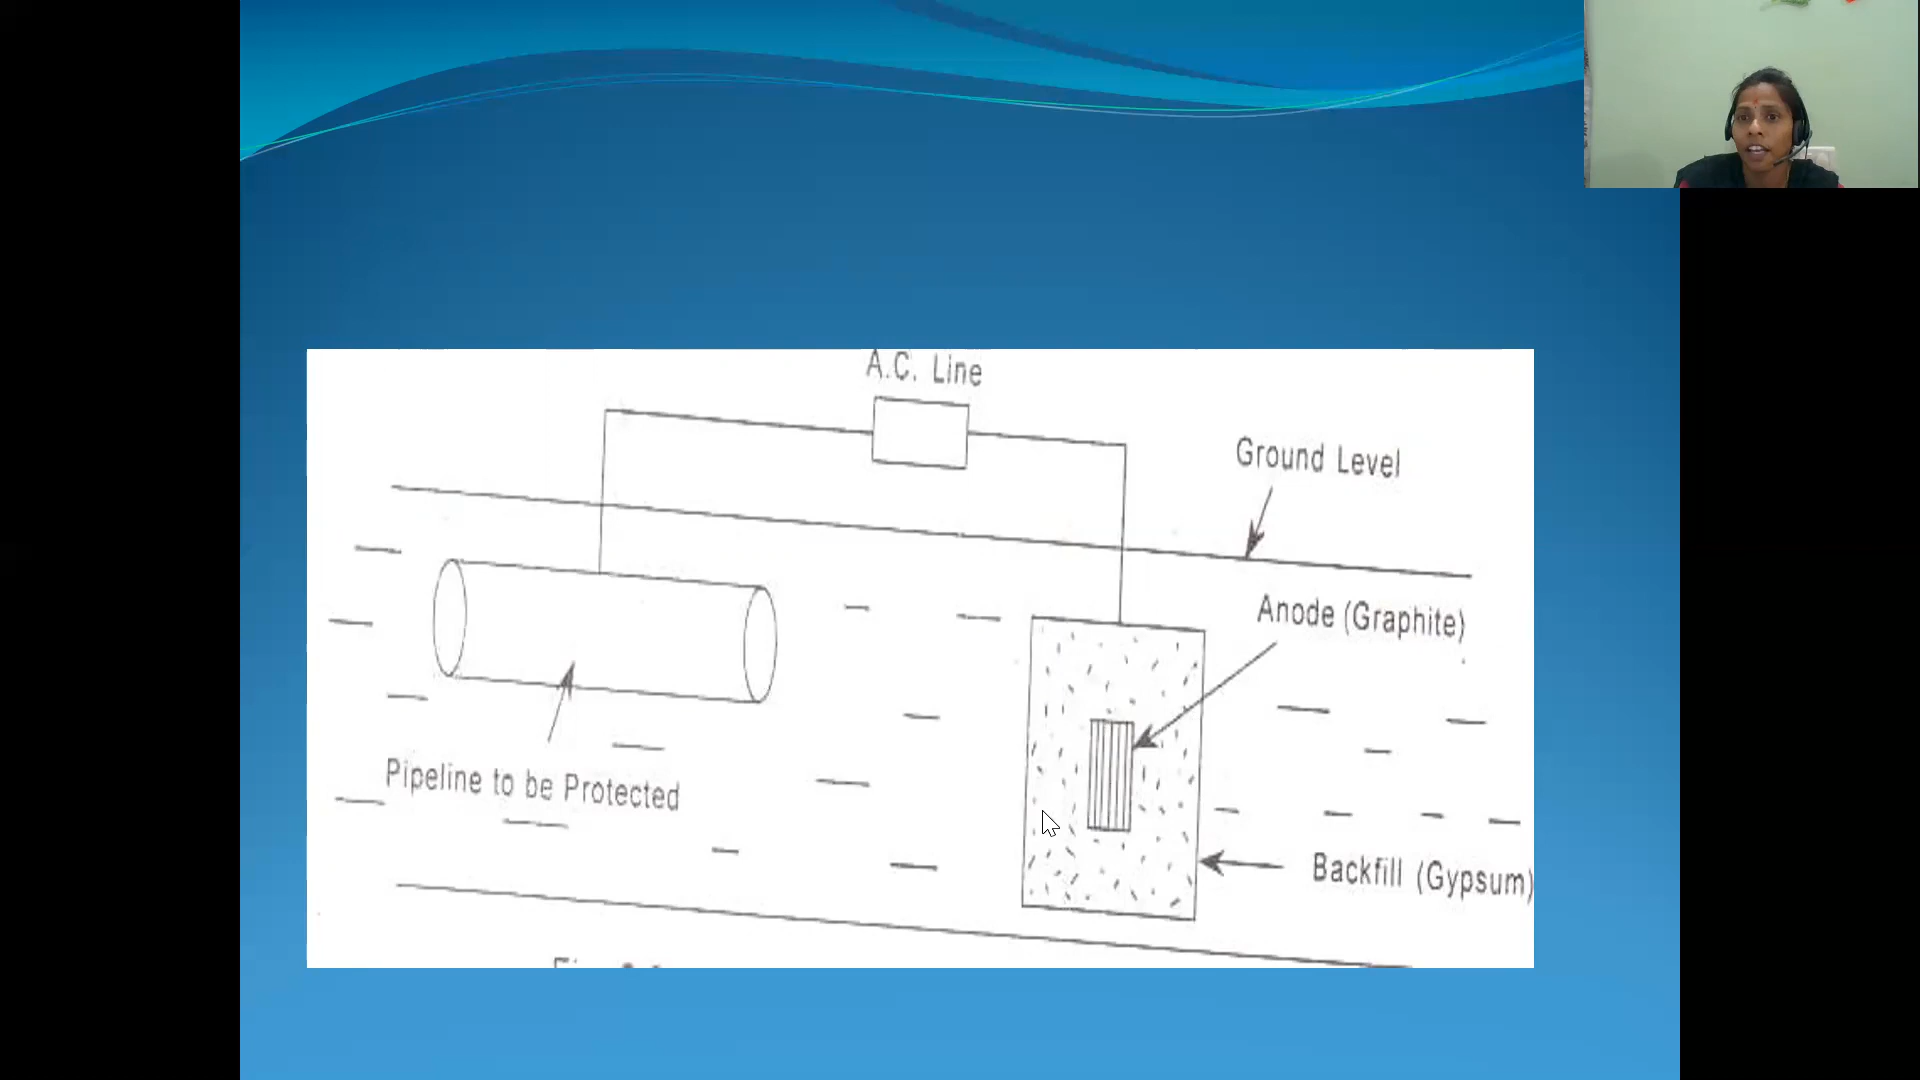 A.C. Line
Ground Level
Anode (Graphite)
Pipeline to be Protected
Backfill (Gypsum)